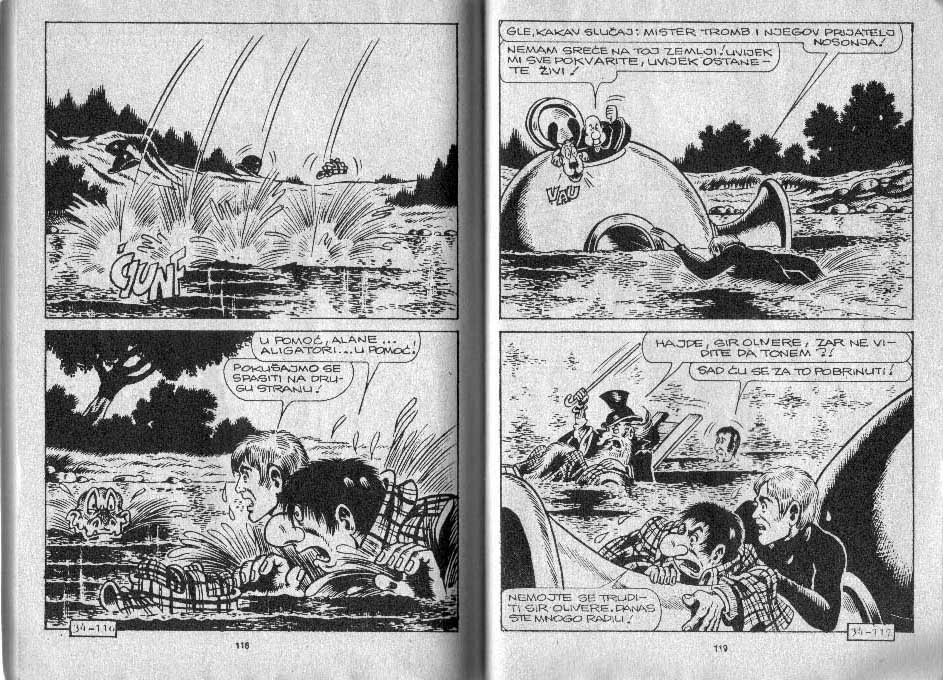 ČJUNF
U POMOĆ, ALANE ...
ALIGATORI ... U POMOĆ!
POKUŠAJMO SE
SPASITI NA DRU-
GU STRANU!
34-118
118
GLE, KAKAV SLUČAJ: MISTER TROMB I NJEGOV PRIJATELJ
NOSONJA!
NEMAM SREĆE NA TOJ ZEMLJI! UVIJEK
MI SVE POKVARITE, UVIJEK OSTANE-
TE ŽIVI!
VAU
HAJDE, SIR OLIVERE, ZAR NE VI-
DITE DA TONEM?!
SAD ĆU SE ZA TO POBRINUTI!
NEMOJTE SE TRUDI-
TI SIR OLIVERE. DANAS
STE MNOGO RADILI!
34-119
119